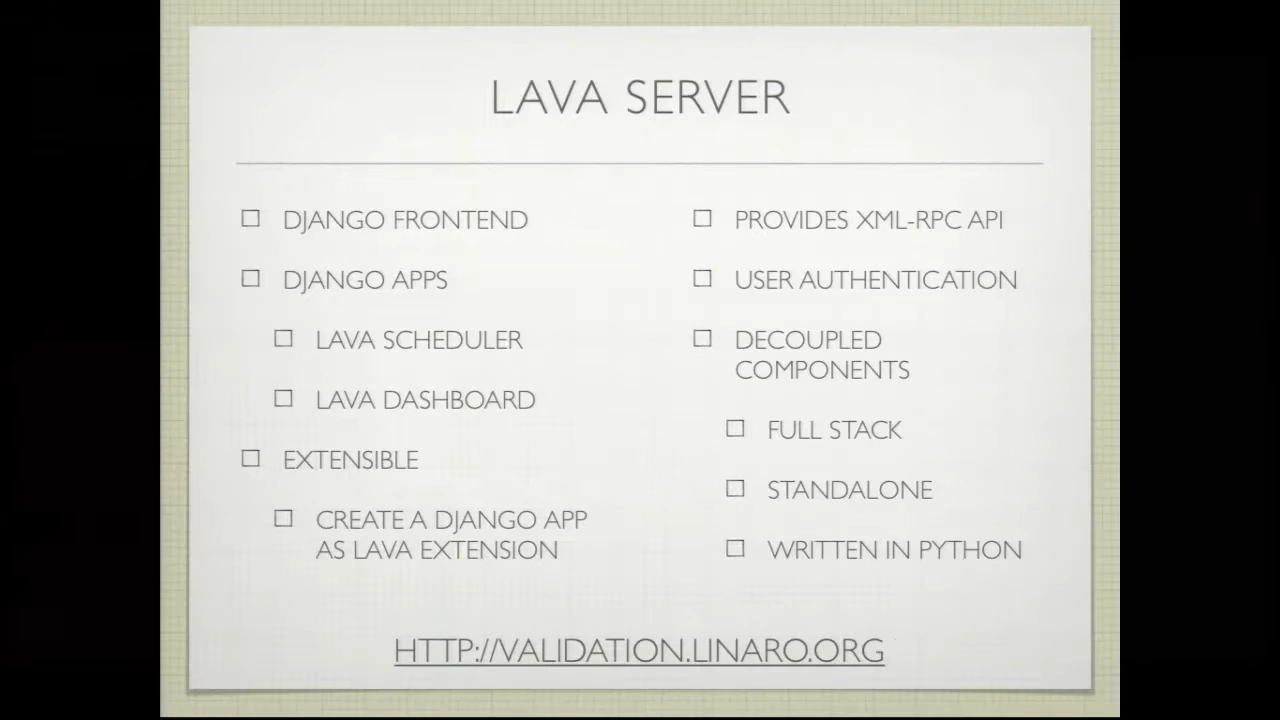 LAVA SERVER
DJANGO FRONTEND
DJANGO APPS
LAVA SCHEDULER
LAVA DASHBOARD
EXTENSIBLE
CREATE A DJANGO APP
AS LAVA EXTENSION
PROVIDES XML-RPC API
USER AUTHENTICATION
DECOUPLED
COMPONENTS
FULL STACK
STANDALONE
WRITTEN IN PYTHON
HTTP://VALIDATION.LINARO.ORG